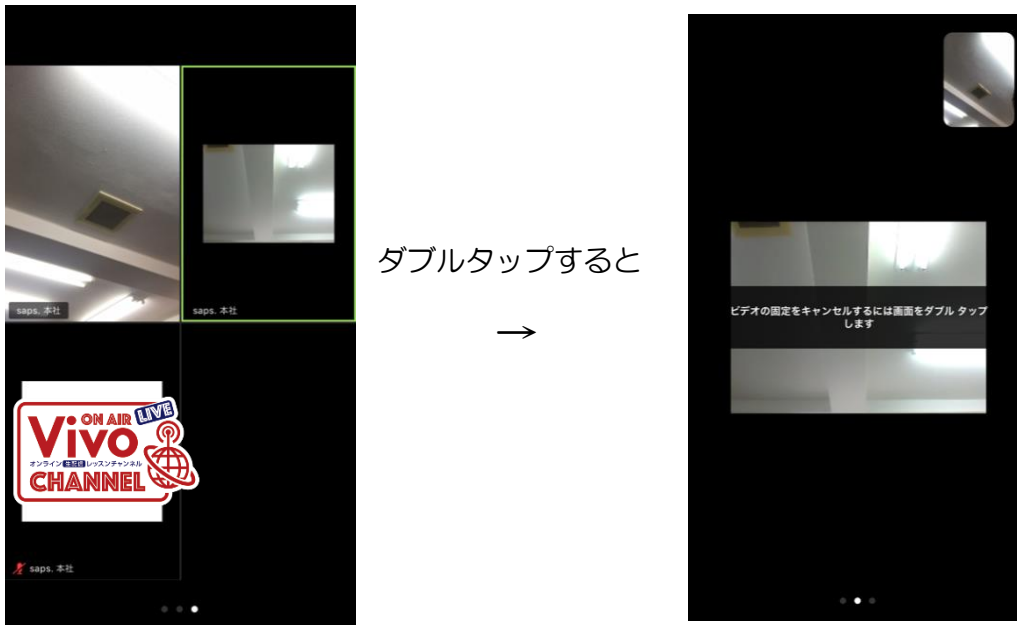 saps. 本社
saps. 本社
ON AIR LIVE
Vivo
オンライン生配信レッスンチャンネル
CHANNEL
saps. 本社
ダブルタップすると
→
ビデオの固定をキャンセルするには画面をダブル タップ
します